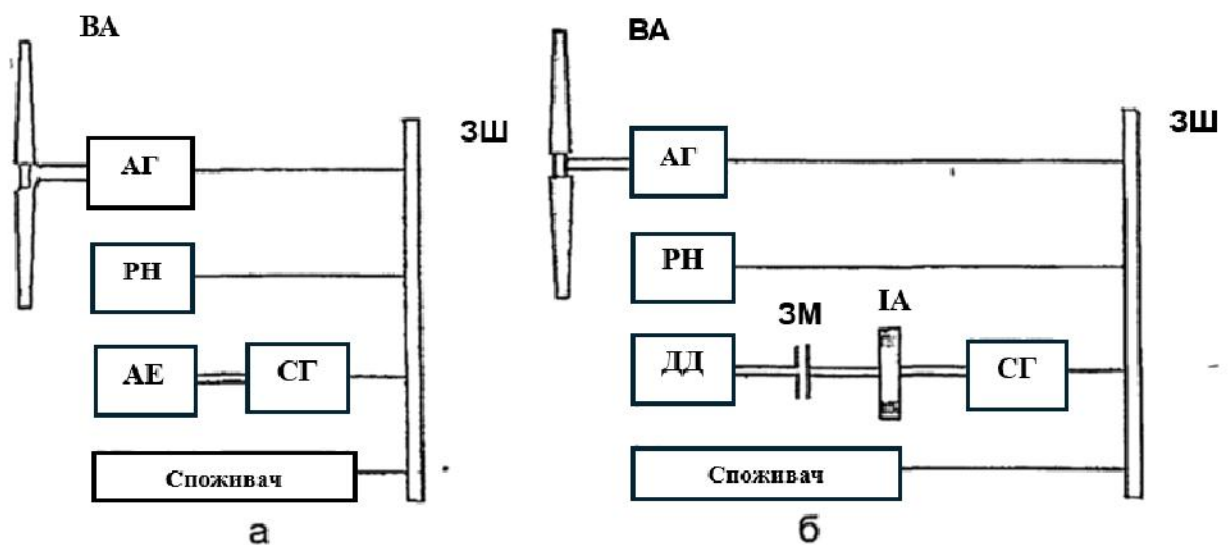 ВА
ЗШ
АГ
РН
АЕ
СГ
Споживач
а
ВА
ЗШ
АГ
РН
ЗМ
ІА
ДД
СГ
Споживач
б